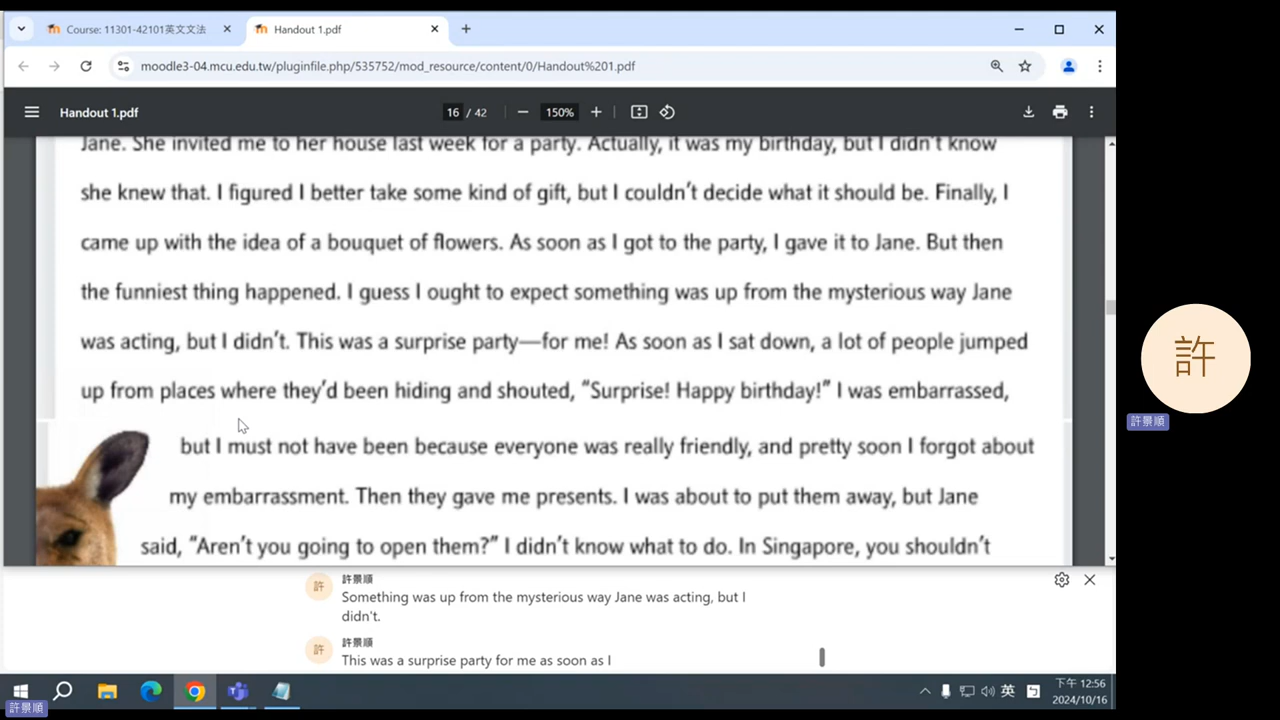 Course: 11301-42101英文文法
Handout 1.pdf
moodle3-04.mcu.edu.tw/pluginfile.php/535752/mod_resource/content/0/Handout%201.pdf
Handout 1.pdf
16 / 42
150%
Jane. She invited me to her house last week for a party. Actually, it was my birthday, but I didn't know
she knew that. I figured I better take some kind of gift, but I couldn't decide what it should be. Finally, I
came up with the idea of a bouquet of flowers. As soon as I got to the party, I gave it to Jane. But then
the funniest thing happened. I guess I ought to expect something was up from the mysterious way Jane
was acting, but I didn't. This was a surprise party—for me! As soon as I sat down, a lot of people jumped
up from places where they'd been hiding and shouted, "Surprise! Happy birthday!" I was embarrassed,
but I must not have been because everyone was really friendly, and pretty soon I forgot about
my embarrassment. Then they gave me presents. I was about to put them away, but Jane
said, "Aren't you going to open them?" I didn't know what to do. In Singapore, you shouldn't
許
許景順
許
許景順
Something was up from the mysterious way Jane was acting, but I
didn't.
許
許景順
This was a surprise party for me as soon as I
英
下午 12:56
2024/10/16
許景順